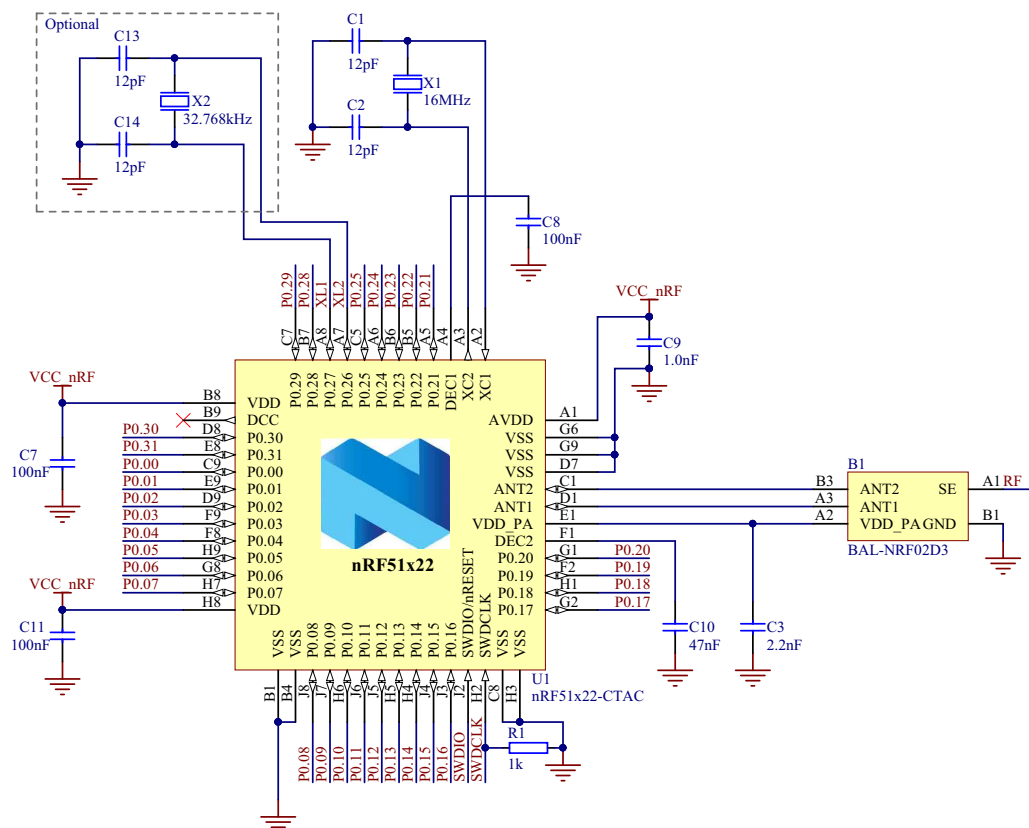 Optional
C13
12pF
X2
32.768kHz
C14
12pF
C1
12pF
X1
16MHz
C2
12pF
C8
100nF
P0.29
P0.28
XL1
XL2
P0.25
P0.24
P0.23
P0.22
P0.21
C7
B7
A8
A7
C5
A6
B6
B5
A5
A4
A3
A2
P0.29
P0.28
P0.27
P0.26
P0.25
P0.24
P0.23
P0.22
P0.21
DEC1
XC2
XC1
VCC_nRF
C9
1.0nF
VCC_nRF
C7
100nF
B8 VDD
B9 DCC
P0.30 D8 P0.30
P0.31 E8 P0.31
P0.00 C9 P0.00
P0.01 E9 P0.01
P0.02 D9 P0.02
P0.03 F9 P0.03
P0.04 F8 P0.04
P0.05 H9 P0.05
P0.06 G8 P0.06
P0.07 H7 P0.07
H8 VDD
VCC_nRF
C11
100nF
nRF51x22
AVDD A1
VSS G6
VSS G9
VSS D7
ANT2 C1
ANT1 D1
VDD_PA E1
DEC2 F1
P0.20 G1 P0.20
P0.19 F2 P0.19
P0.18 H1 P0.18
P0.17 G2 P0.17
B1
B3 ANT2 SE A1 RF
A3 ANT1
A2 VDD_PA GND B1
BAL-NRF02D3
C10
47nF
C3
2.2nF
VSS
VSS
P0.08
P0.09
P0.10
P0.11
P0.12
P0.13
P0.14
P0.15
P0.16
SWDIO/nRESET
SWDCLK
VSS
VSS
U1
nRF51x22-CTAC
B1
B4
J8
J7
H6
J6
J5
H5
H4
J4
J3
J2
H2
C8
H3
P0.08
P0.09
P0.10
P0.11
P0.12
P0.13
P0.14
P0.15
P0.16
SWDIO
SWDCLK
R1
1k